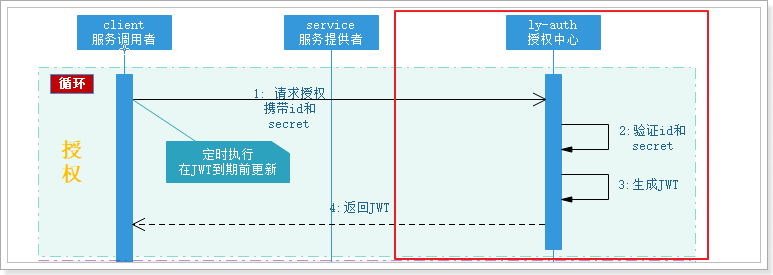 client
服务调用者
service
服务提供者
ly-auth
授权中心
循环
授
权
1: 请求授权
携带id和
secret
定时执行
在JWT到期前更新
2:验证id和
secret
3:生成JWT
4:返回JWT